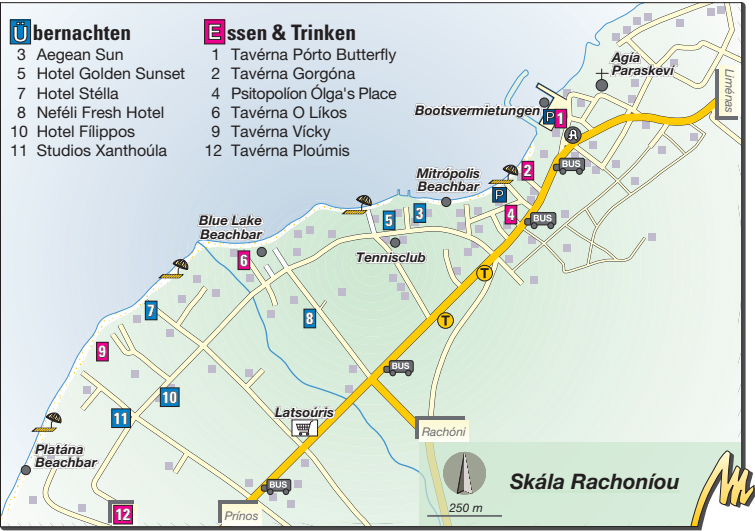 Übernachten
3 Aegean Sun
5 Hotel Golden Sunset
7 Hotel Stélla
8 Neféli Fresh Hotel
10 Hotel Fílippos
11 Studios Xanthoúla
Essen & Trinken
1 Tavérna Pórto Butterfly
2 Tavérna Gorgóna
4 Psitopolíon Ólga's Place
6 Tavérna O Líkos
9 Tavérna Vícky
12 Tavérna Ploúmis
Agía
Paraskeví
Liménas
Bootsvermietungen
P
1
A
BUS
Mitrópolis
Beachbar
2
P
4
BUS
3
5
Tennisclub
Blue Lake
Beachbar
6
T
T
7
8
9
BUS
10
11
Latsoúris
Rachóni
Platána
Beachbar
BUS
12
Prínos
250 m
Skála Rachoníou